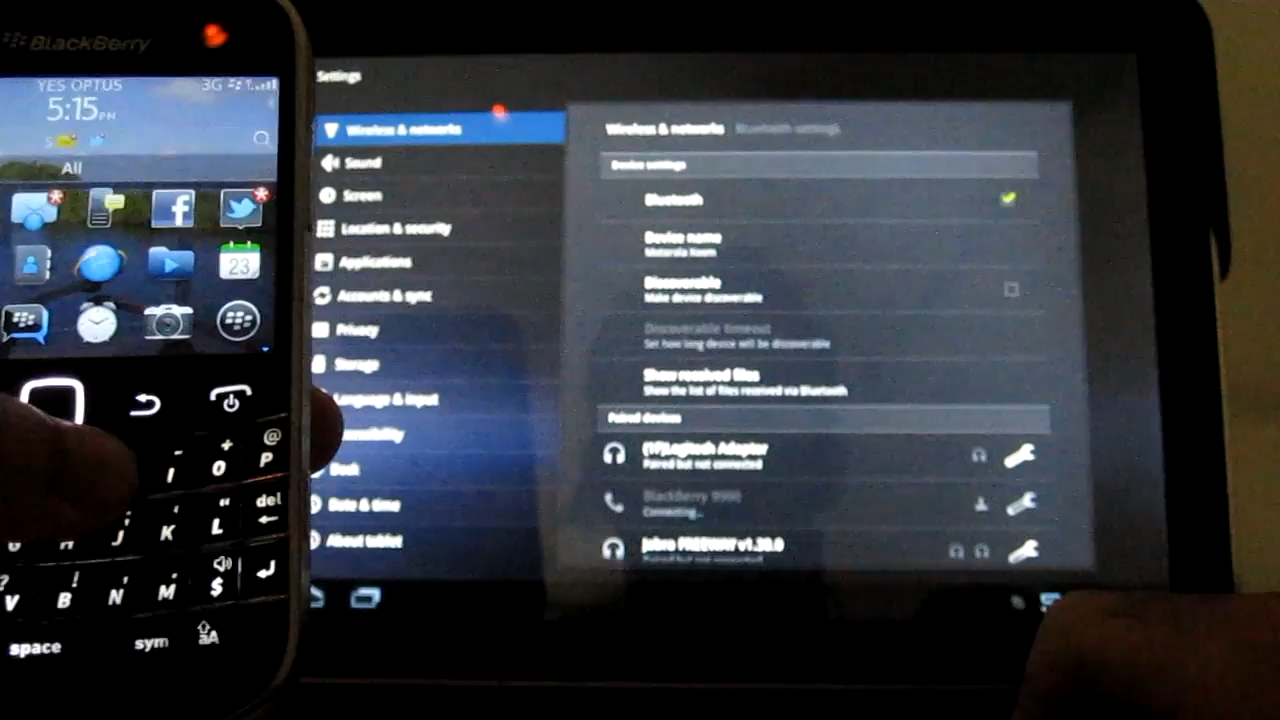 BlackBerry
YES OPTUS
3G
5:15PM
All
23
+
@
-
0
P
"
del
L
K
J
H
?
!
,
.
$
V
B
N
M
space
sym
aA
Settings
Wireless & networks
Sound
Screen
Location & security
Applications
Accounts & sync
Privacy
Storage
Language & input
Dock
Date & time
About tablet
Wireless & networks
Bluetooth settings
Device settings
Bluetooth
Device name
Motorola Xoom
Discoverable
Make device discoverable
Discoverable timeout
Set how long device will be discoverable
Show received files
Show the list of files received via Bluetooth
Paired devices
Logitech Adapter
Paired but not connected
BlackBerry 9900
Connecting...
Jabra FREEWAY v1.30.0
Paired but not connected